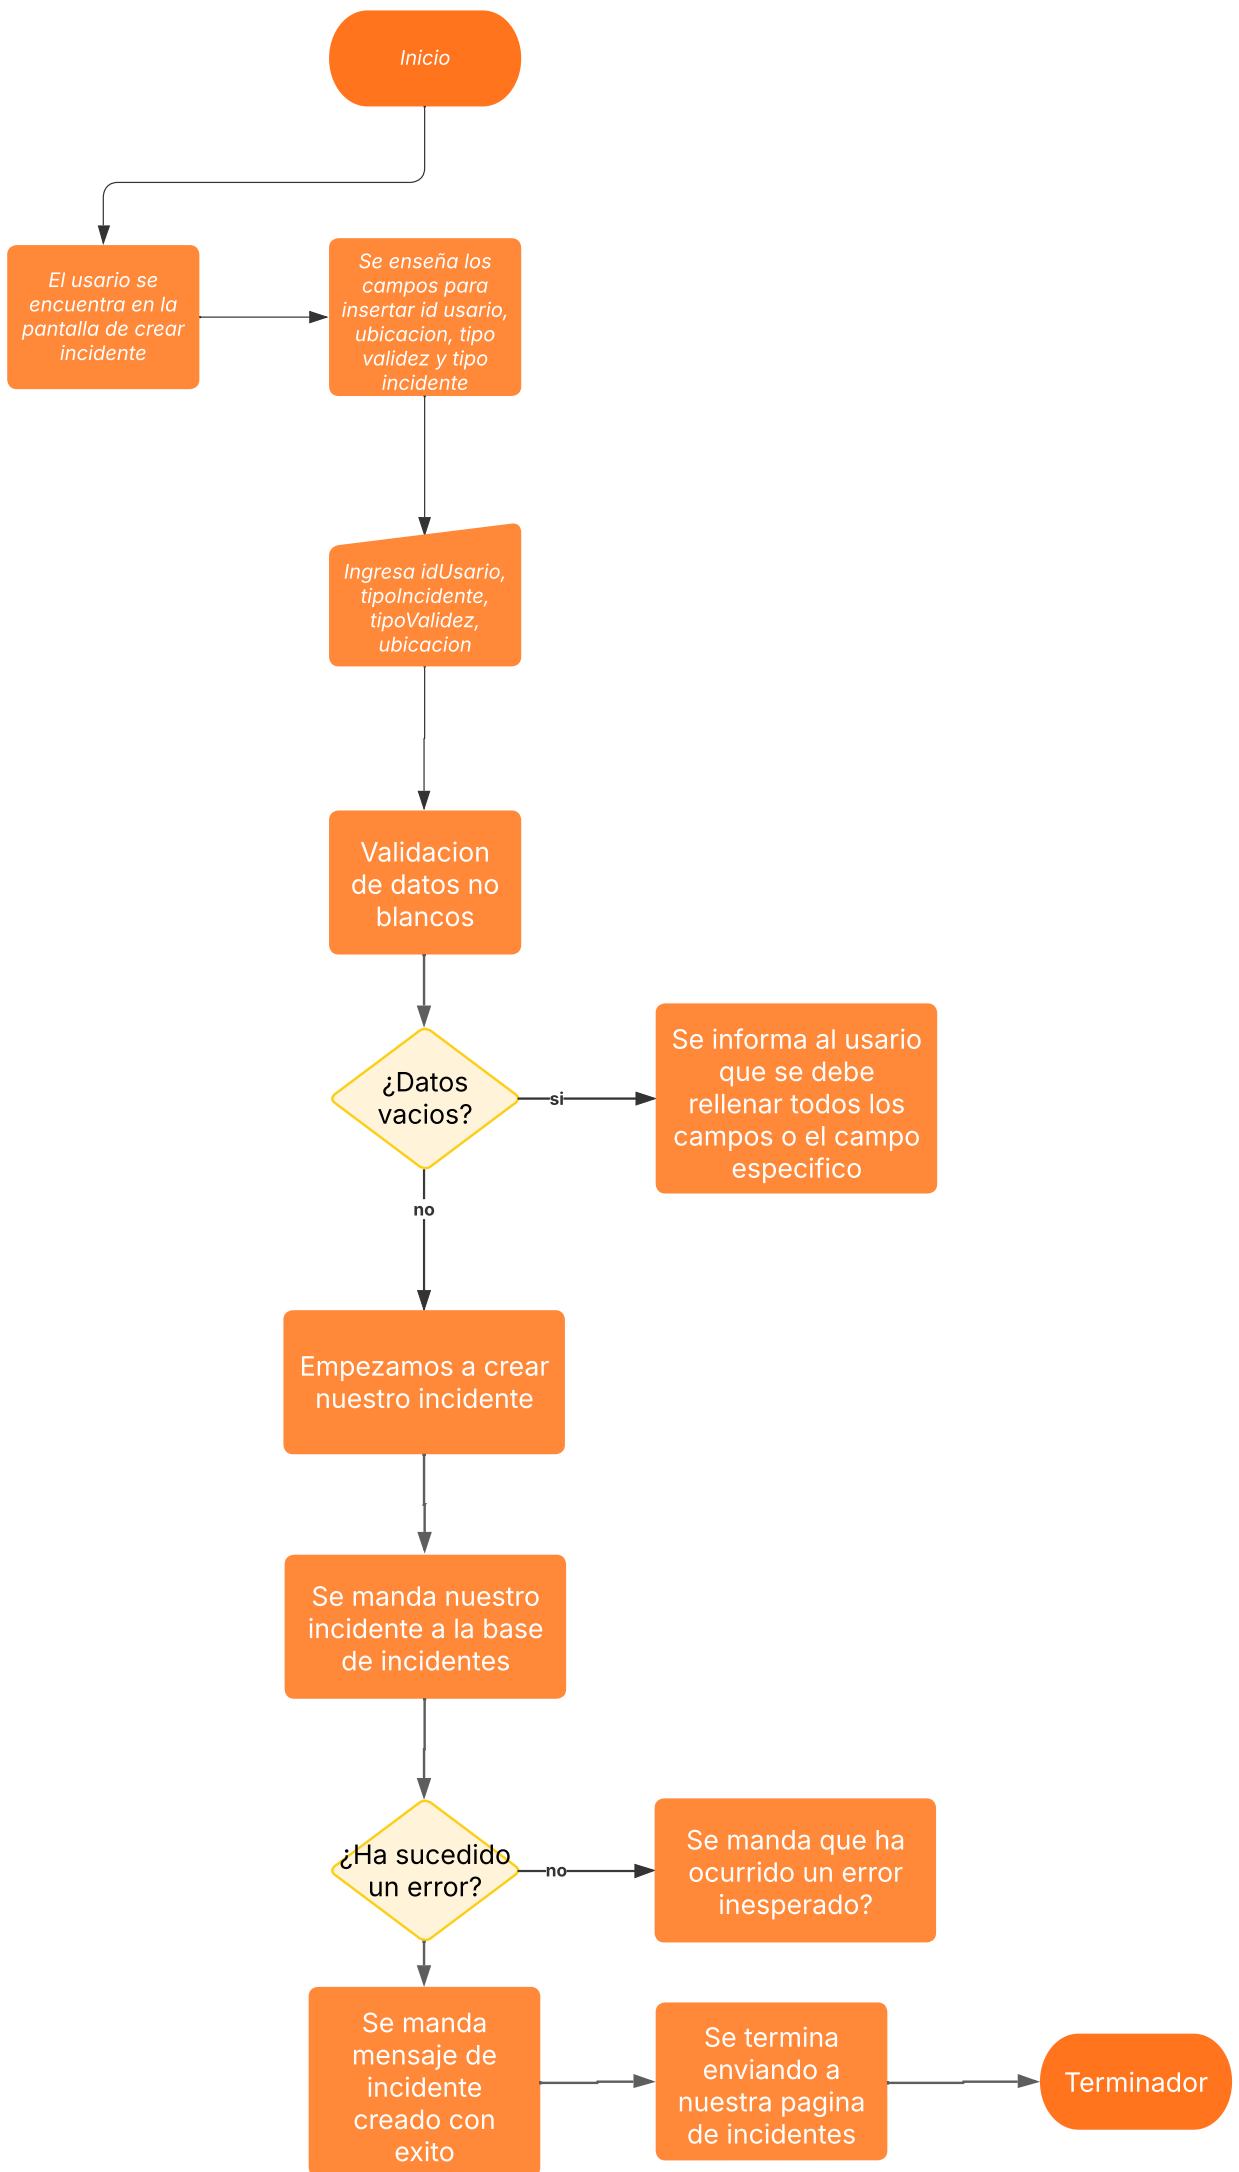 Inicio
El usario se
encuentra en la
pantalla de crear
incidente
Se enseña los
campos para
insertar id usario,
ubicacion, tipo
validez y tipo
incidente
Ingresa idUsario,
tipoIncidente,
tipoValidez,
ubicacion
Validacion
de datos no
blancos
¿Datos
vacios?
si
Se informa al usario
que se debe
rellenar todos los
campos o el campo
especifico
no
Empezamos a crear
nuestro incidente
Se manda nuestro
incidente a la base
de incidentes
¿Ha sucedido
un error?
no
Se manda que ha
ocurrido un error
inesperado?
Se manda
mensaje de
incidente
creado con
exito
Se termina
enviando a
nuestra pagina
de incidentes
Terminador